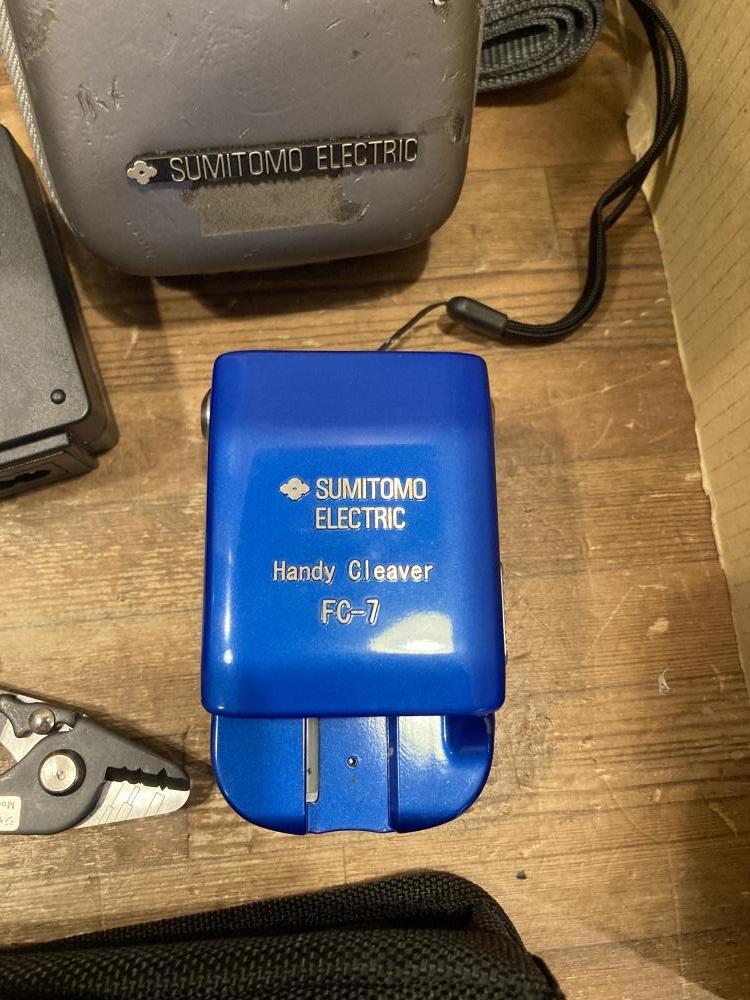 SUMITOMO ELECTRIC
SUMITOMO
ELECTRIC
Handy Cleaver
FC-7